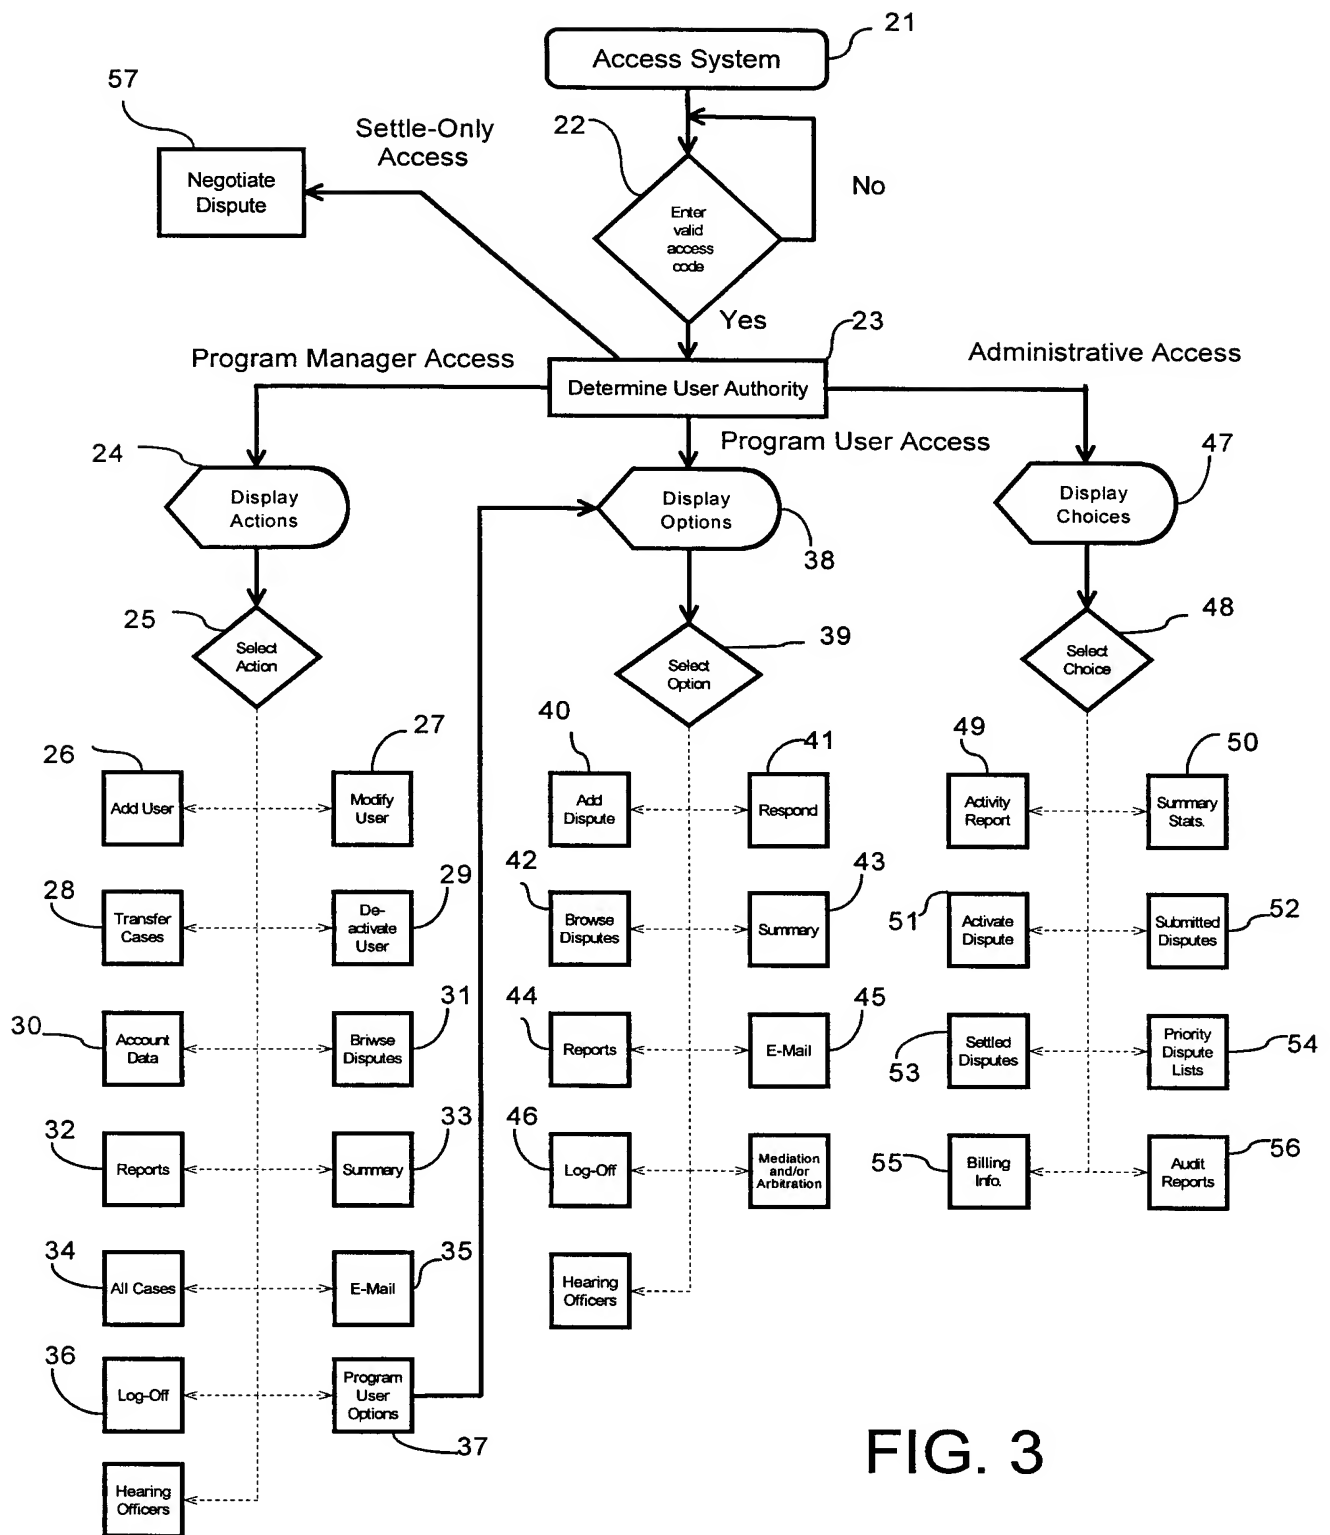 21
Access System
57
Settle-Only
Access
22
Negotiate
Dispute
No
Enter
valid
access
code
Yes
23
Program Manager Access
Administrative Access
Determine User Authority
Program User Access
24
47
Display
Actions
Display
Options
Display
Choices
38
25
48
39
Select
Action
Select
Option
Select
Choice
26
27
40
41
49
50
Add User
Modify
User
Add
Dispute
Respond
Activity
Report
Summary
Stats.
28
29
42
43
51
52
Transfer
Cases
De-
activate
User
Browse
Disputes
Summary
Activate
Dispute
Submitted
Disputes
30
31
44
45
53
54
Account
Data
Briwse
Disputes
Reports
E-Mail
Settled
Disputes
Priority
Dispute
Lists
32
33
46
55
56
Reports
Summary
Log-Off
Mediation
and/or
Arbitration
Billing
Info.
Audit
Reports
34
35
All Cases
E-Mail
Hearing
Officers
36
Log-Off
Program
User
Options
37
Hearing
Officers
FIG. 3